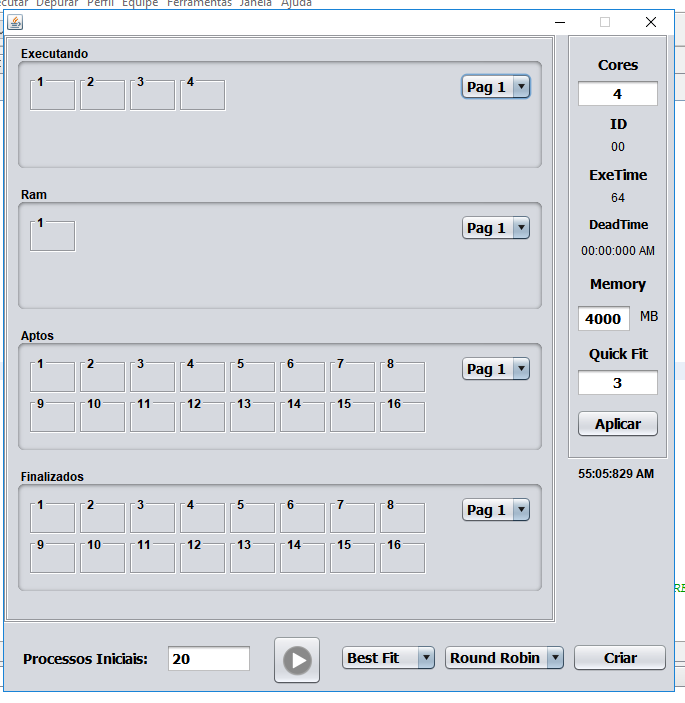 cutar Depurar Perfil Equipe Ferramentas Janela Ajuda
Executando
1 2 3 4
Pag 1
Ram
1
Pag 1
Aptos
1 2 3 4 5 6 7 8
Pag 1
9 10 11 12 13 14 15 16
Finalizados
1 2 3 4 5 6 7 8
Pag 1
9 10 11 12 13 14 15 16
Cores
4
ID
00
ExeTime
64
DeadTime
00:00:000 AM
Memory
4000 MB
Quick Fit
3
Aplicar
55:05:829 AM
RE
Processos Iniciais: 20 Best Fit Round Robin Criar